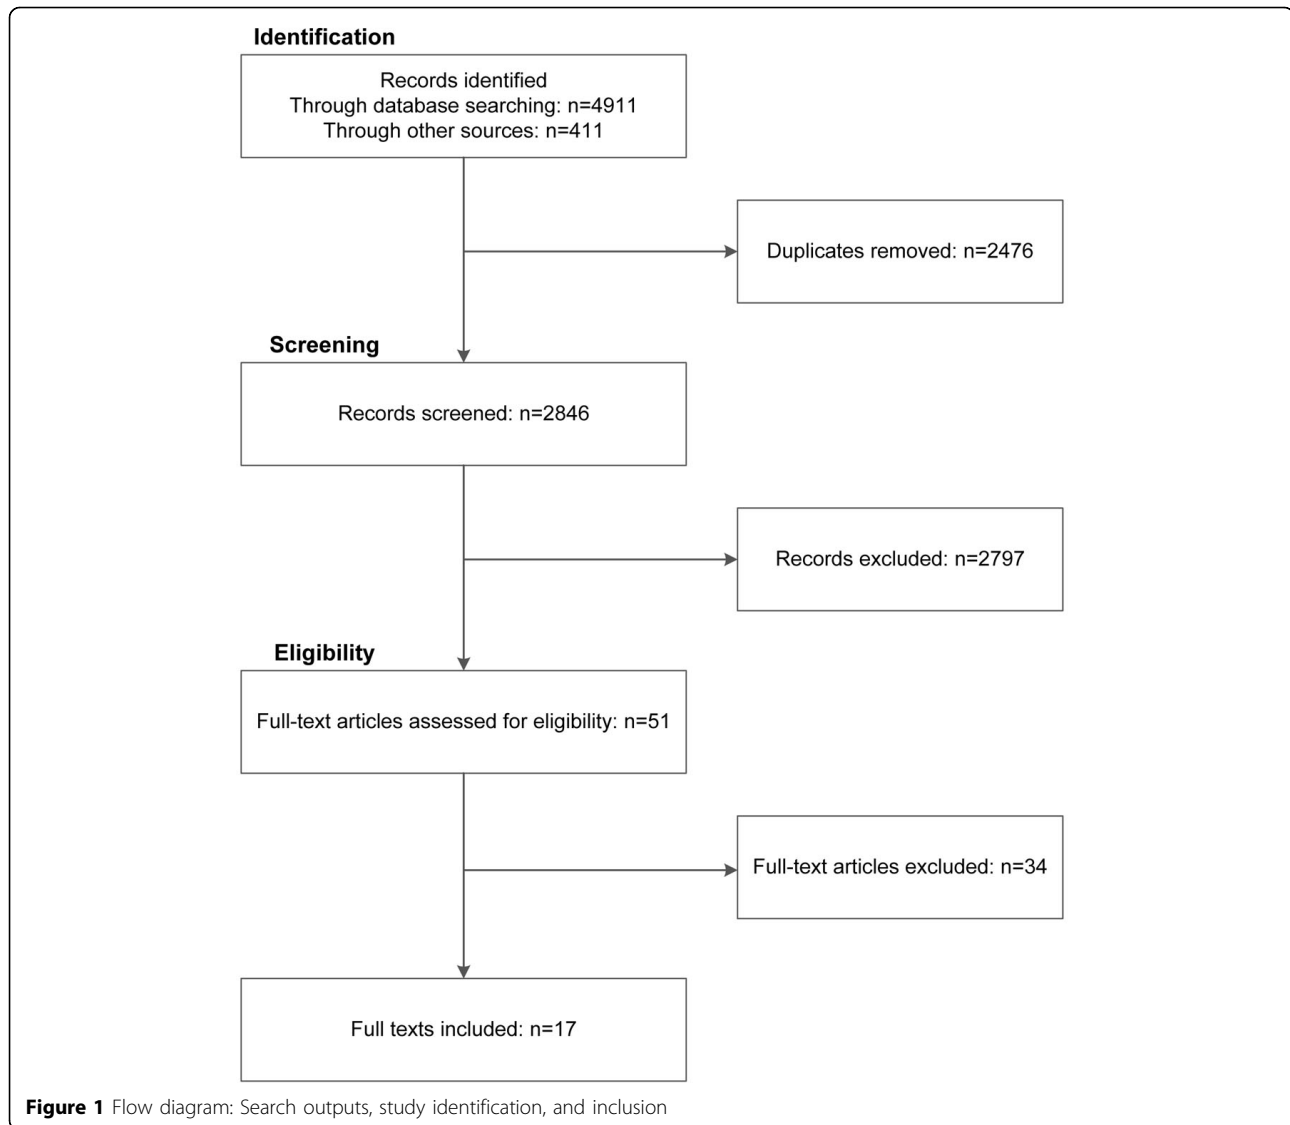 Identification
Records identified
Through database searching: n=4911
Through other sources: n=411
Duplicates removed: n=2476
Screening
Records screened: n=2846
Records excluded: n=2797
Eligibility
Full-text articles assessed for eligibility: n=51
Full-text articles excluded: n=34
Full texts included: n=17
Figure 1 Flow diagram: Search outputs, study identification, and inclusion